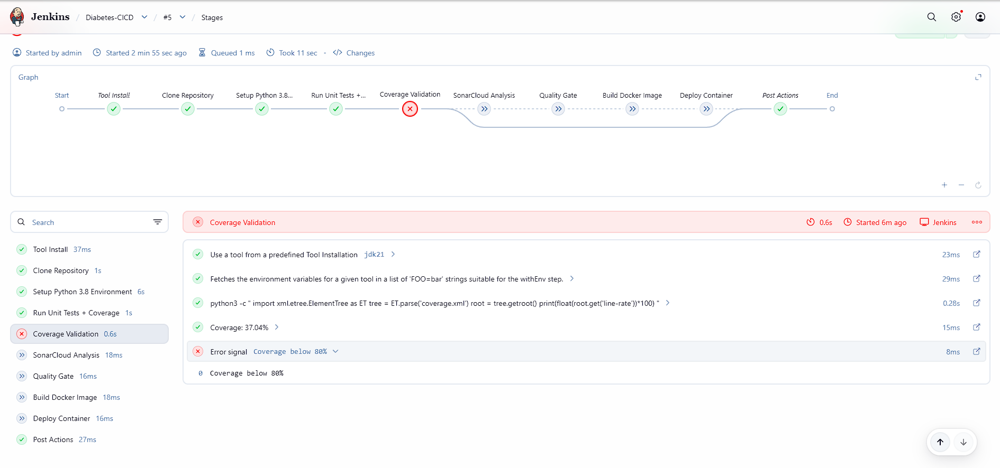 Jenkins / Diabetes-CICD / #5 / Stages
Started by admin Started 2 min 55 sec ago Queued 1 ms Took 11 sec • </> Changes
Graph
Start Tool Install Clone Repository Setup Python 3.8... Run Unit Tests +... Coverage Validation SonarCloud Analysis Quality Gate Build Docker Image Deploy Container Post Actions End
Search
Tool Install 37ms
Clone Repository 1s
Setup Python 3.8 Environment 6s
Run Unit Tests + Coverage 1s
Coverage Validation 0.6s
SonarCloud Analysis 18ms
Quality Gate 16ms
Build Docker Image 18ms
Deploy Container 16ms
Post Actions 27ms
Coverage Validation 0.6s Started 6m ago Jenkins
Use a tool from a predefined Tool Installation jdk21 23ms
Fetches the environment variables for a given tool in a list of 'FOO=bar' strings suitable for the withEnv step. 29ms
python3 -c " import xml.etree.ElementTree as ET tree = ET.parse('coverage.xml') root = tree.getroot() print(float(root.get('line-rate'))*100) " 0.28s
Coverage: 37.04% 15ms
Error signal Coverage below 80% 8ms
0 Coverage below 80%